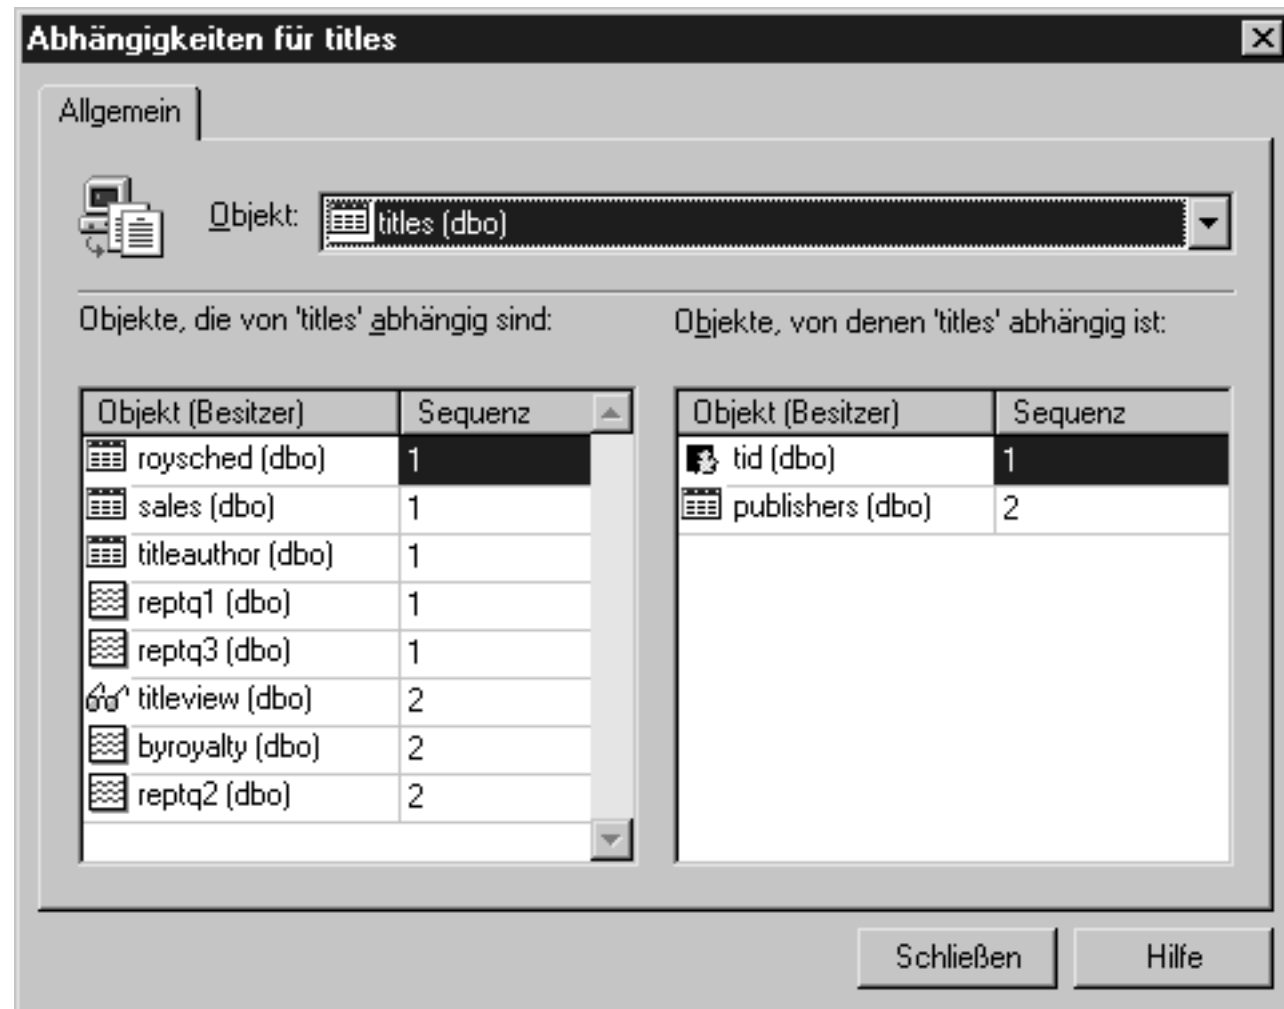 Abhängigkeiten für titles
Allgemein
Objekt: titles (dbo)
Objekte, die von 'titles' abhängig sind:
Objekt (Besitzer) Sequenz
roysched (dbo) 1
sales (dbo) 1
titleauthor (dbo) 1
reptq1 (dbo) 1
reptq3 (dbo) 1
titleview (dbo) 2
byroyalty (dbo) 2
reptq2 (dbo) 2
Objekte, von denen 'titles' abhängig ist:
Objekt (Besitzer) Sequenz
tid (dbo) 1
publishers (dbo) 2
Schließen Hilfe